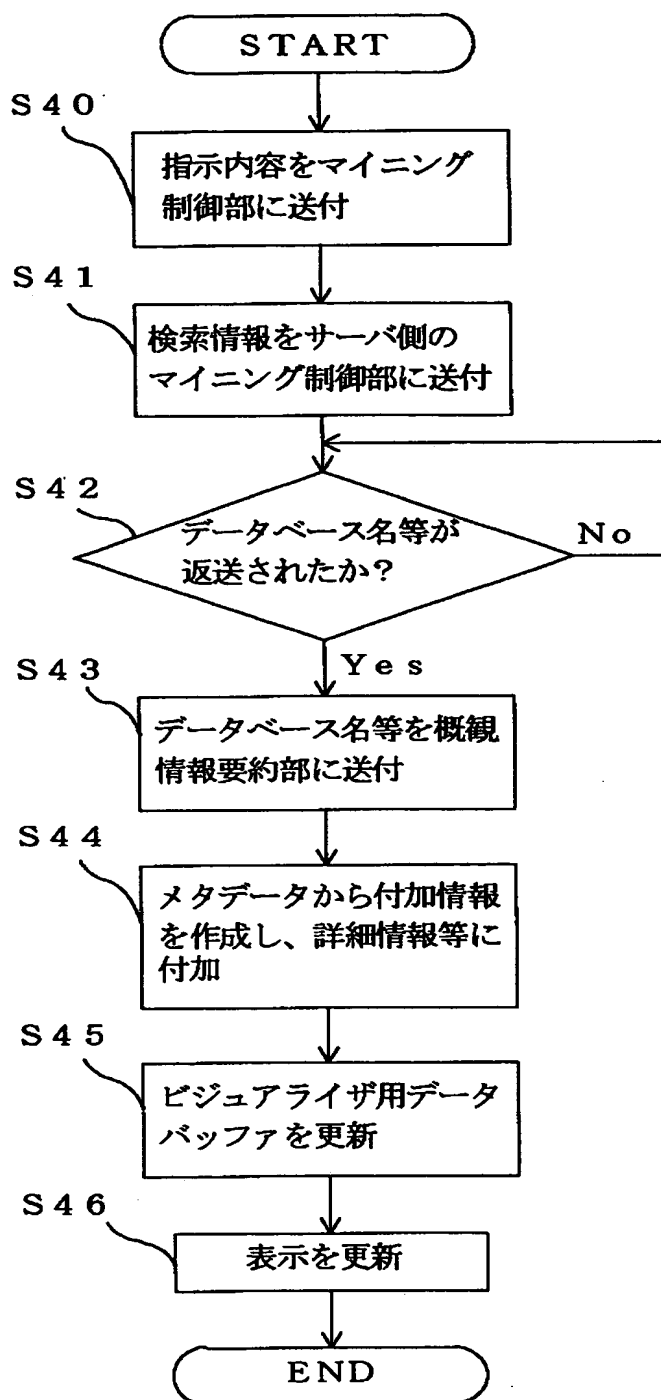 START
S40
指示内容をマイニング
制御部に送付
S41
検索情報をサーバ側の
マイニング制御部に送付
S42
データベース名等が
返送されたか?
No
Yes
S43
データベース名等を概観
情報要約部に送付
S44
メタデータから付加情報
を作成し、詳細情報等に
付加
S45
ビジュアライザ用データ
バッファを更新
S46
表示を更新
END